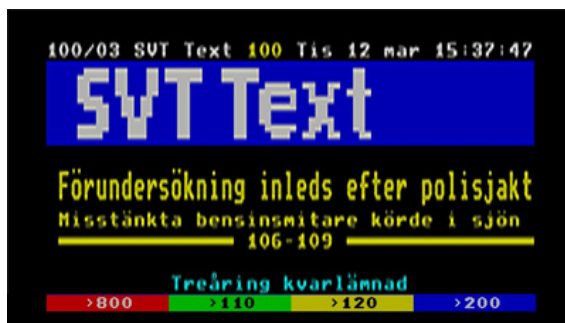 100/03 SVT Text 100 Tis 12 mar 15:37:47
SVT Text
Förundersökning inleds efter polisjakt
Misstänkta bensinsmitare körde i sjön
106-109
Treåring kvarlämnad
>800 >110 >120 >200